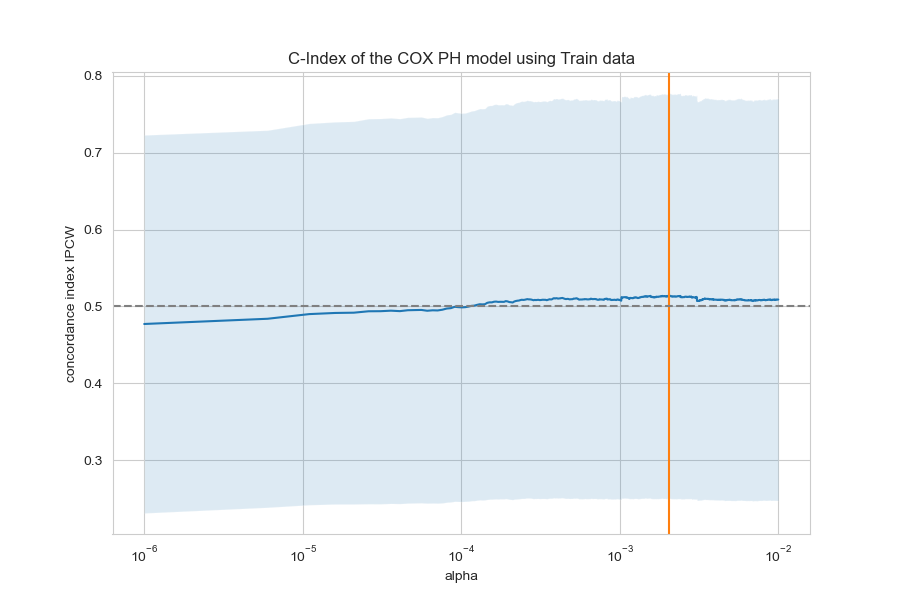 C-Index of the COX PH model using Train data
concordance index IPCW
0.8
0.7
0.6
0.5
0.4
0.3
10⁻⁶ 10⁻⁵ 10⁻⁴ 10⁻³ 10⁻²
alpha